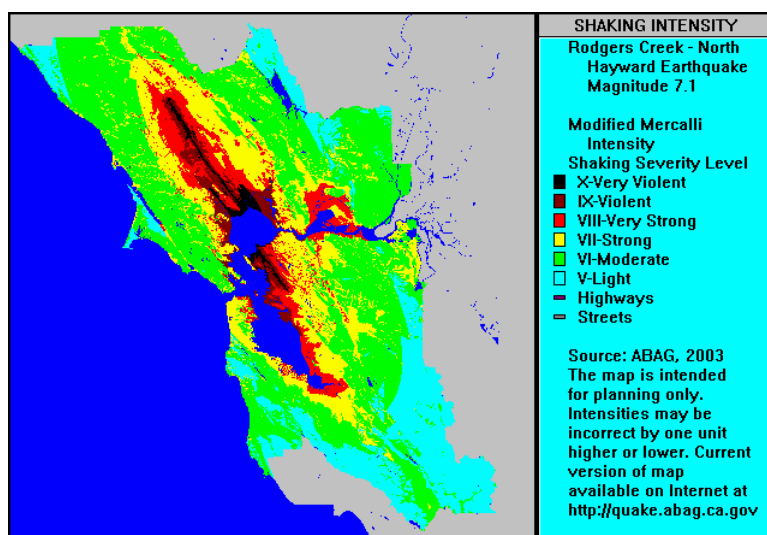 SHAKING INTENSITY
Rodgers Creek - North
Hayward Earthquake
Magnitude 7.1
Modified Mercalli
Intensity
Shaking Severity Level
X-Very Violent
IX-Violent
VIII-Very Strong
VII-Strong
VI-Moderate
V-Light
Highways
Streets
Source: ABAG, 2003
The map is intended
for planning only.
Intensities may be
incorrect by one unit
higher or lower. Current
version of map
available on Internet at
http://quake.abag.ca.gov